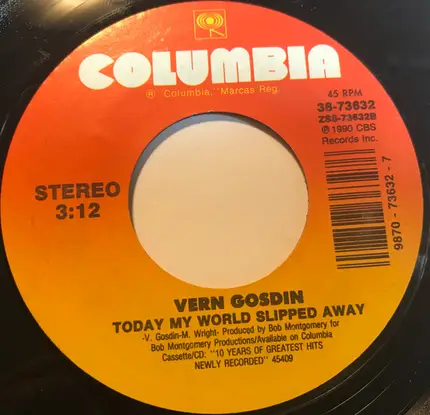 COLUMBIA
® "Columbia," Marcas Reg.
45 RPM
38-73632
ZSS-73632B
℗ 1990 CBS
Records Inc.
STEREO
3:12
9870-73632-7
VERN GOSDIN
TODAY MY WORLD SLIPPED AWAY
-V. Gosdin-M. Wright- Produced by Bob Montgomery for
Bob Montgomery Productions/Available on Columbia
Cassette/CD: "10 YEARS OF GREATEST HITS
NEWLY RECORDED" 45409